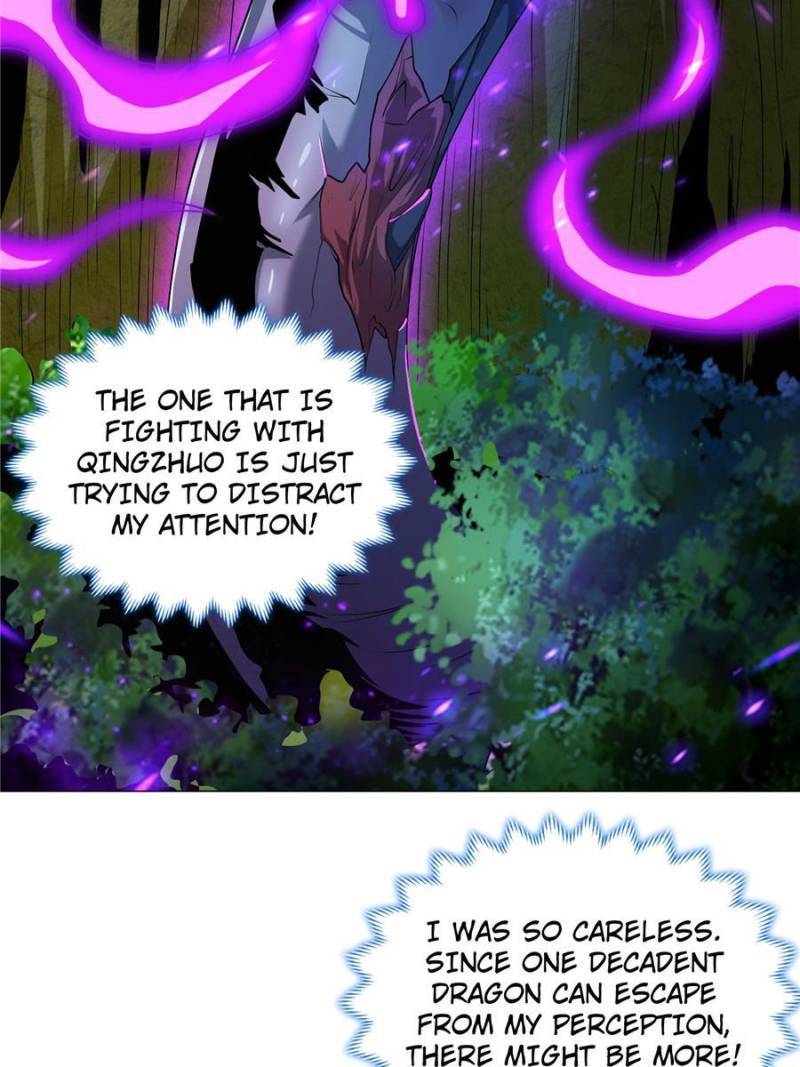 THE ONE THAT IS
FIGHTING WITH
QINGZHUO IS JUST
TRYING TO DISTRACT
MY ATTENTION!
I WAS SO CARELESS.
SINCE ONE DECADENT
DRAGON CAN ESCAPE
FROM MY PERCEPTION,
THERE MIGHT BE MORE!